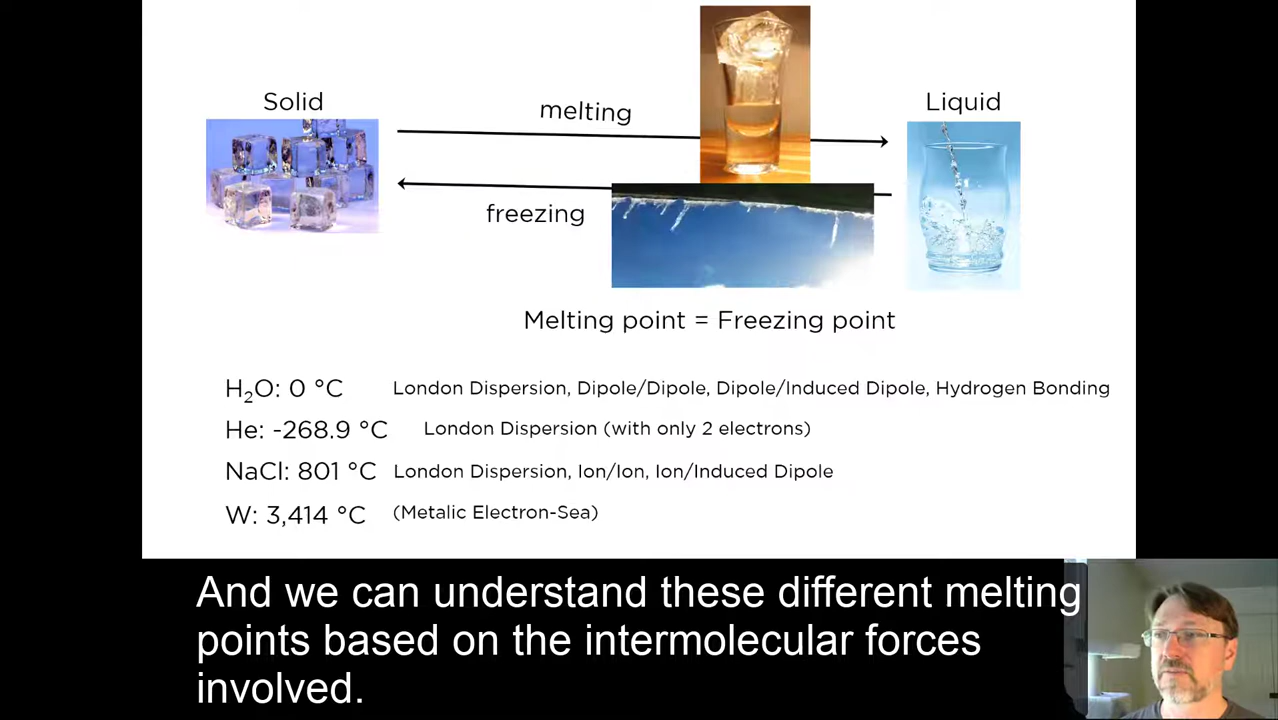 Solid
melting
Liquid
freezing
Melting point = Freezing point
H₂O: 0 °C London Dispersion, Dipole/Dipole, Dipole/Induced Dipole, Hydrogen Bonding
He: -268.9 °C London Dispersion (with only 2 electrons)
NaCl: 801 °C London Dispersion, Ion/Ion, Ion/Induced Dipole
W: 3,414 °C (Metalic Electron-Sea)
And we can understand these different melting
points based on the intermolecular forces
involved.